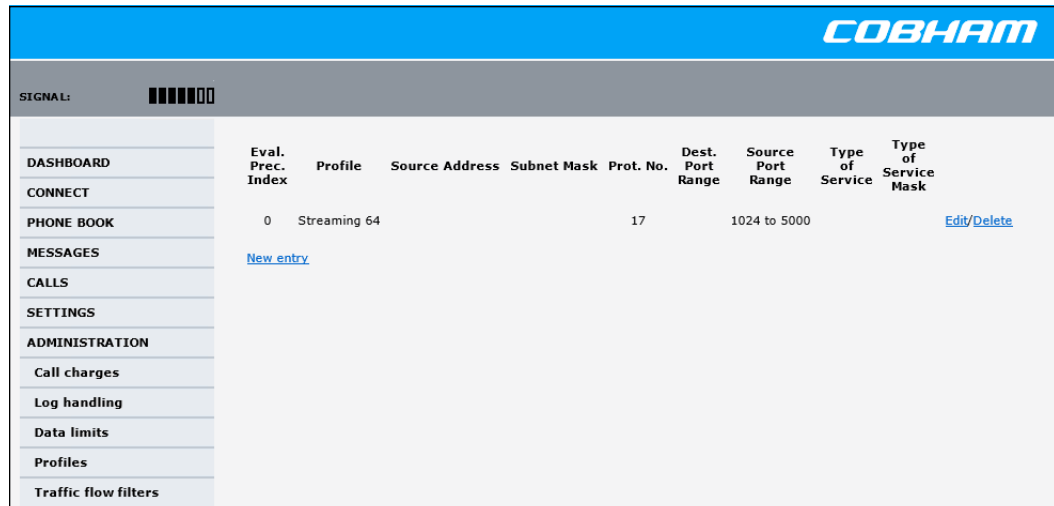 COBHAM
SIGNAL:
DASHBOARD
CONNECT
PHONE BOOK
MESSAGES
CALLS
SETTINGS
ADMINISTRATION
Call charges
Log handling
Data limits
Profiles
Traffic flow filters
Eval. Prec. Index Profile Source Address Subnet Mask Prot. No. Dest. Port Range Source Port Range Type of Service Type of Service Mask
0 Streaming 64 17 1024 to 5000 Edit/Delete
New entry